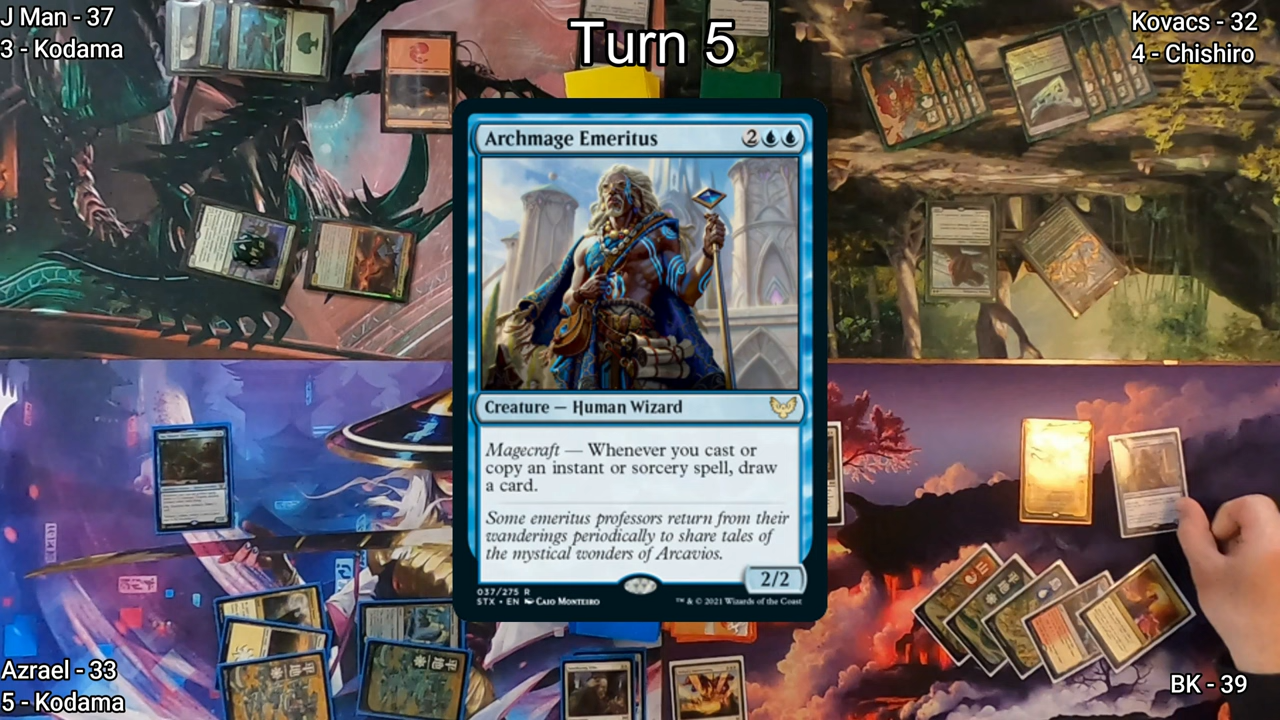 J Man - 37
3 - Kodama
Turn 5
Kovacs - 32
4 - Chishiro
Archmage Emeritus 2
Creature — Human Wizard
Magecraft — Whenever you cast or
copy an instant or sorcery spell, draw
a card.
Some emeritus professors return from their
wanderings periodically to share tales of
the mystical wonders of Arcavios.
2/2
037/275 R
STX • EN Caio Monteiro
™ & © 2021 Wizards of the Coast
Azrael - 33
5 - Kodama
BK - 39